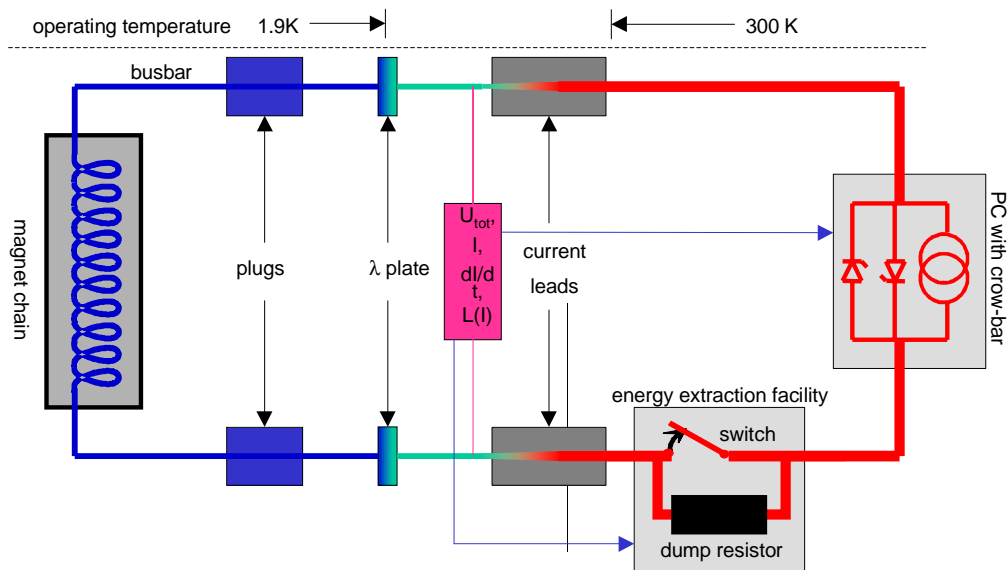 operating temperature 1.9K 300 K
busbar
magnet chain
plugs
λ plate
U_tot,
I,
dI/d
t,
L(I)
current
leads
PC with crow-bar
energy extraction facility
switch
dump resistor